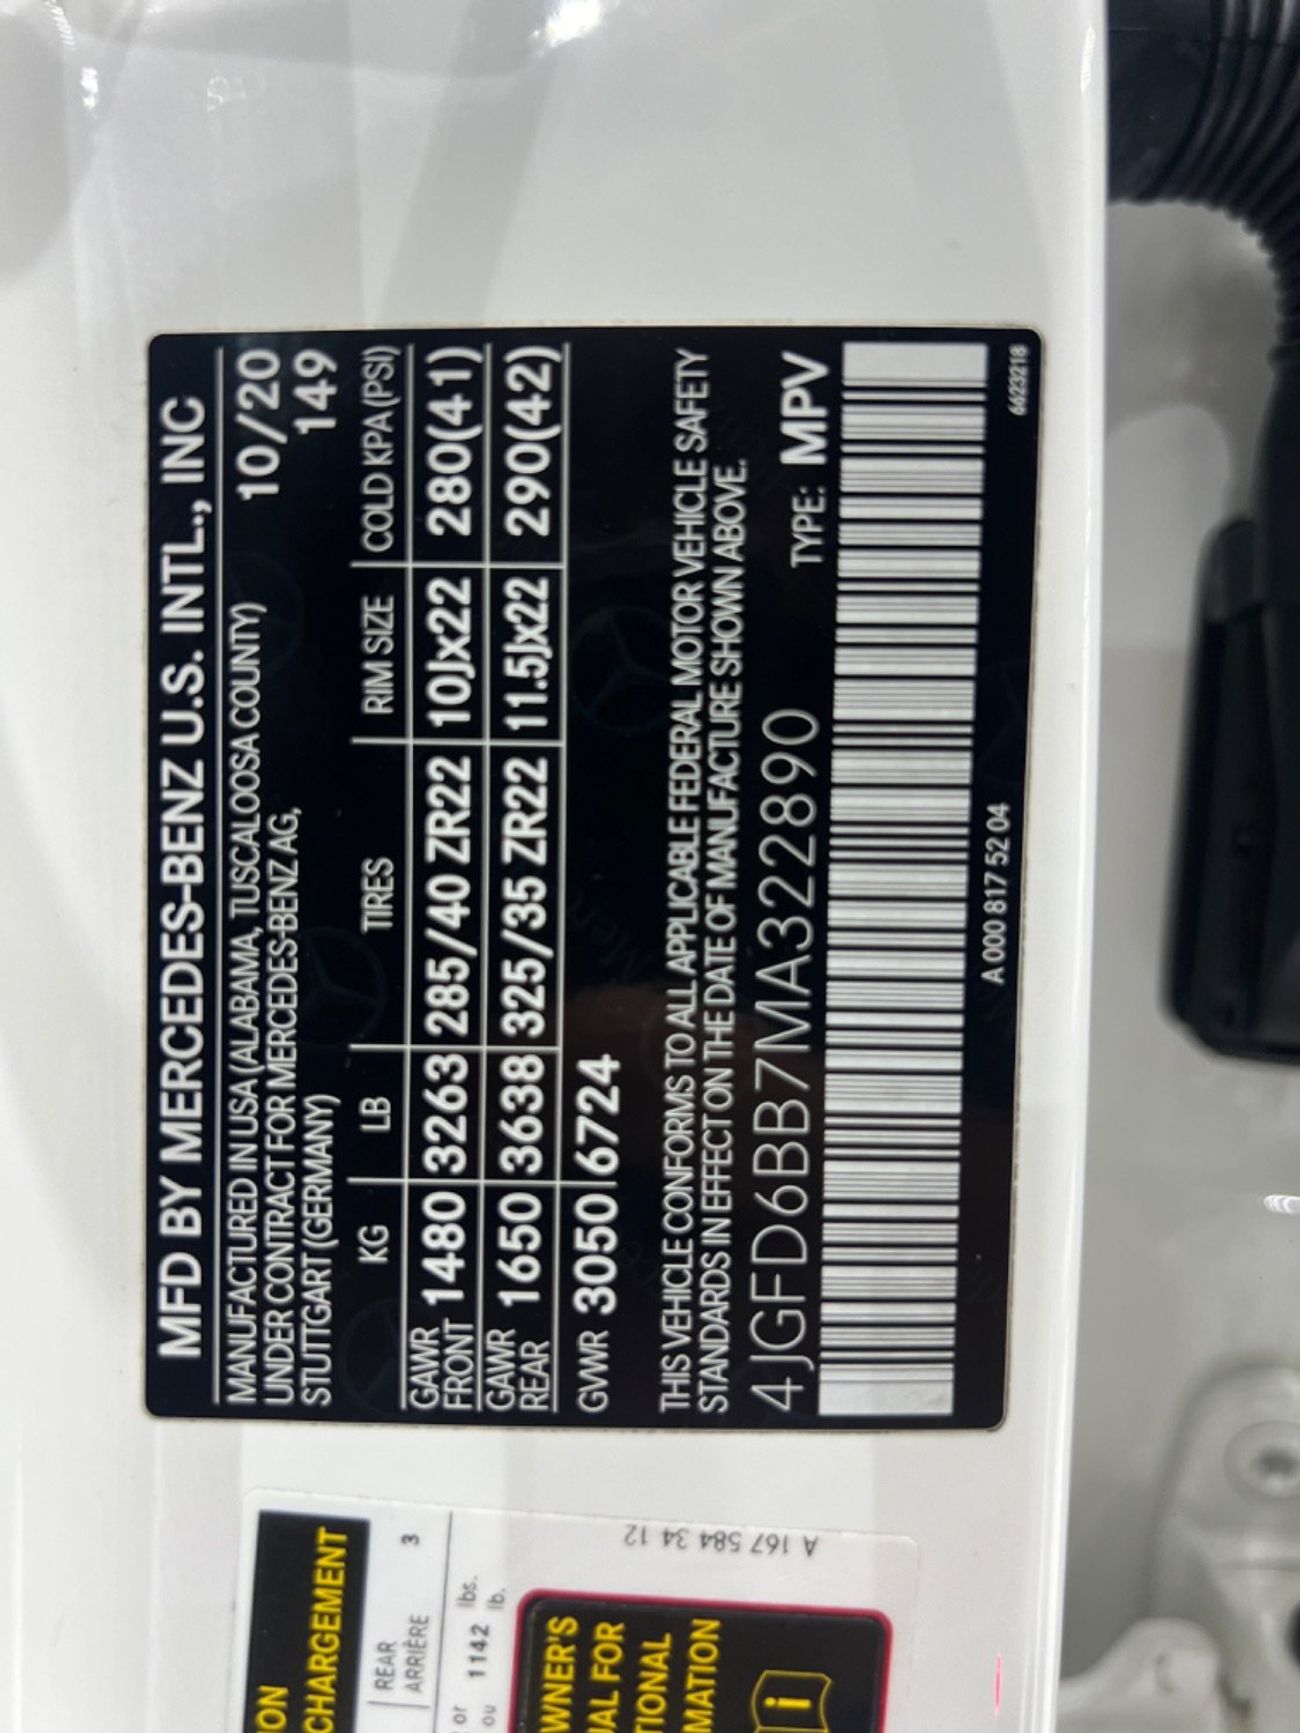 MFD BY MERCEDES-BENZ U.S. INTL., INC
MANUFACTURED IN USA (ALABAMA, TUSCALOOSA COUNTY) 10/20
UNDER CONTRACT FOR MERCEDES-BENZ AG, 149
STUTTGART (GERMANY)
KG LB TIRES RIM SIZE COLD KPA (PSI)
GAWR FRONT 1480 3263 285/40 ZR22 10Jx22 280(41)
GAWR REAR 1650 3638 325/35 ZR22 11.5Jx22 290(42)
GVWR 3050 6724
THIS VEHICLE CONFORMS TO ALL APPLICABLE FEDERAL MOTOR VEHICLE SAFETY
STANDARDS IN EFFECT ON THE DATE OF MANUFACTURE SHOWN ABOVE.
4JGFD6BB7MA322890 TYPE: MPV
A 000 817 52 04
6623218
ION
CHARGEMENT
REAR
ARRIÈRE 3
or
ou 1142 lbs.
lb.
WNER'S
UAL FOR
TIONAL
MATION
i
A 167 584 34 12